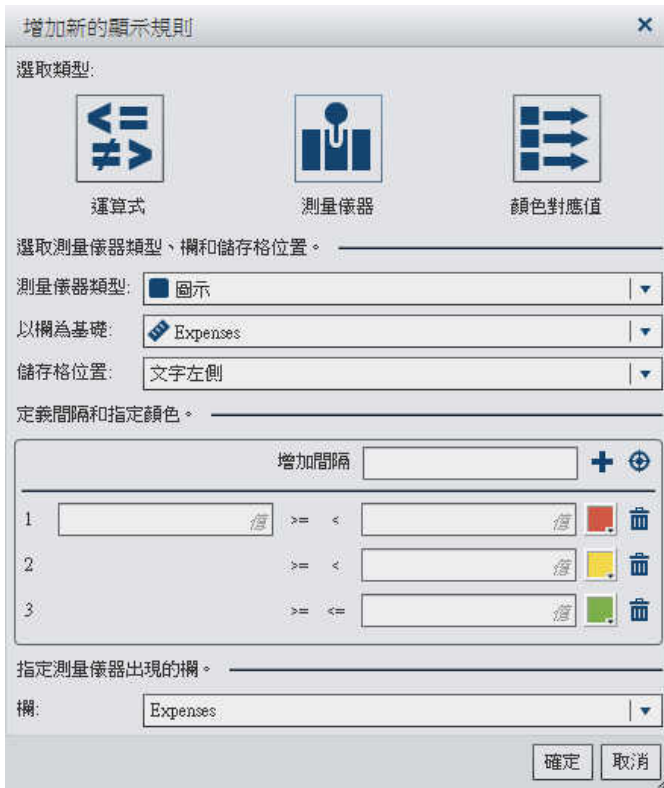 增加新的顯示規則
選取類型:
<= ≠>
運算式 測量儀器 顏色對應值
選取測量儀器類型、欄和儲存格位置。
測量儀器類型: 圖示
以欄為基礎: Expenses
儲存格位置: 文字左側
定義間隔和指定顏色。
增加間隔
1 值 >= < 值
2 >= < 值
3 >= <= 值
指定測量儀器出現的欄。
欄: Expenses
確定 取消